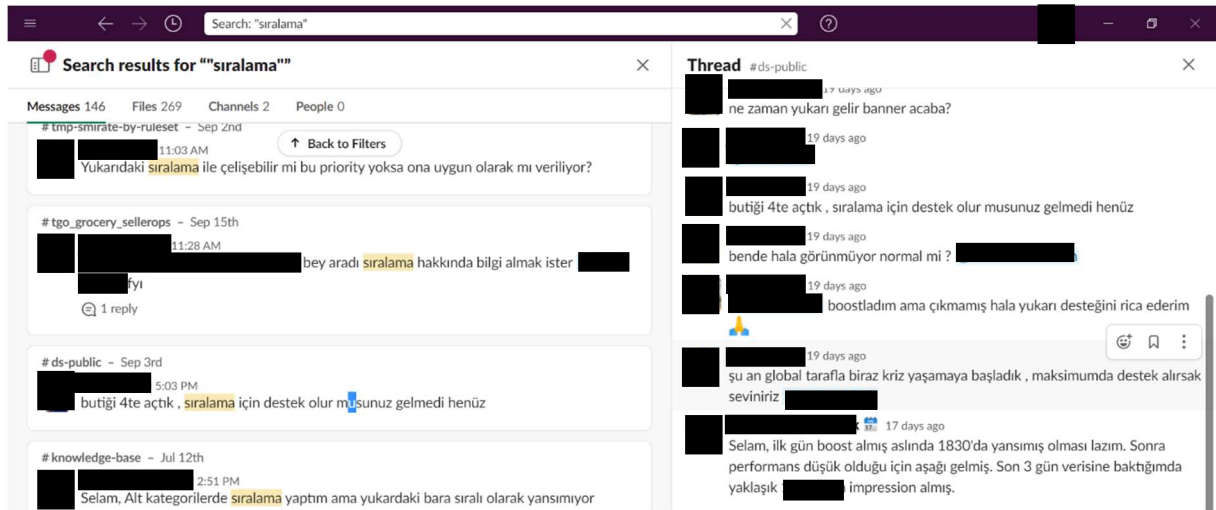 Search: "sıralama"
Search results for ""sıralama""
Messages 146 Files 269 Channels 2 People 0
# tmp-smirate-by-ruleset – Sep 2nd
↑ Back to Filters
11:03 AM
Yukarıdaki sıralama ile çelişebilir mi bu priority yoksa ona uygun olarak mı veriliyor?
# tgo_grocery_sellerops – Sep 15th
11:28 AM
bey aradı sıralama hakkında bilgi almak ister
fyı
1 reply
# ds-public – Sep 3rd
5:03 PM
butiği 4te açtık , sıralama için destek olur musunuz gelmedi henüz
# knowledge-base – Jul 12th
2:51 PM
Selam, Alt kategorilerde sıralama yaptım ama yukardaki bara sıralı olarak yansımıyor
Thread # ds-public
19 days ago
ne zaman yukarı gelir banner acaba?
19 days ago
19 days ago
butiği 4te açtık , sıralama için destek olur musunuz gelmedi henüz
19 days ago
bende hala görünmüyor normal mi ?
19 days ago
boostladım ama çıkmamış hala yukarı desteğini rica ederim
🙏
19 days ago
şu an global tarafla biraz kriz yaşamaya başladık , maksimumda destek alırsak
seviniriz
17 days ago
Selam, ilk gün boost almış aslında 1830'da yansımış olması lazım. Sonra
performans düşük olduğu için aşağı gelmiş. Son 3 gün verisine baktığımda
yaklaşık impression almış.